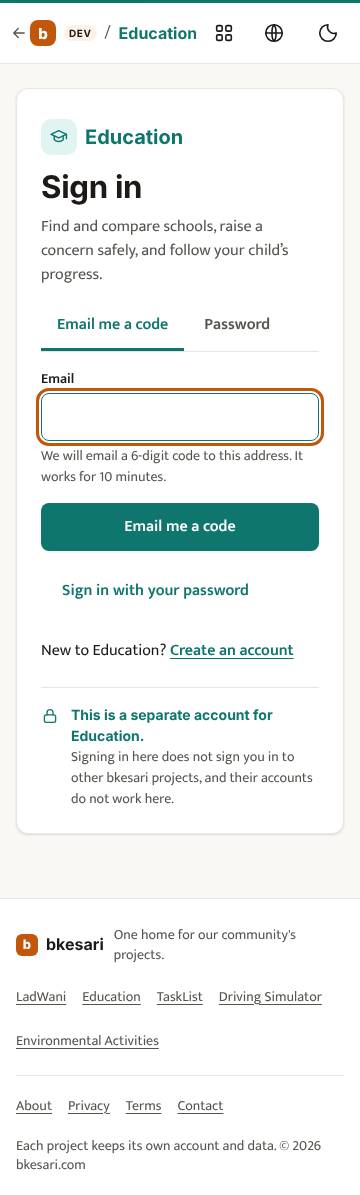 b DEV / Education
Education
Sign in
Find and compare schools, raise a
concern safely, and follow your child’s
progress.
Email me a code Password
Email
We will email a 6-digit code to this address. It
works for 10 minutes.
Email me a code
Sign in with your password
New to Education? Create an account
This is a separate account for
Education.
Signing in here does not sign you in to
other bkesari projects, and their accounts
do not work here.
b bkesari One home for our community's
projects.
LadWani Education TaskList Driving Simulator
Environmental Activities
About Privacy Terms Contact
Each project keeps its own account and data. © 2026
bkesari.com